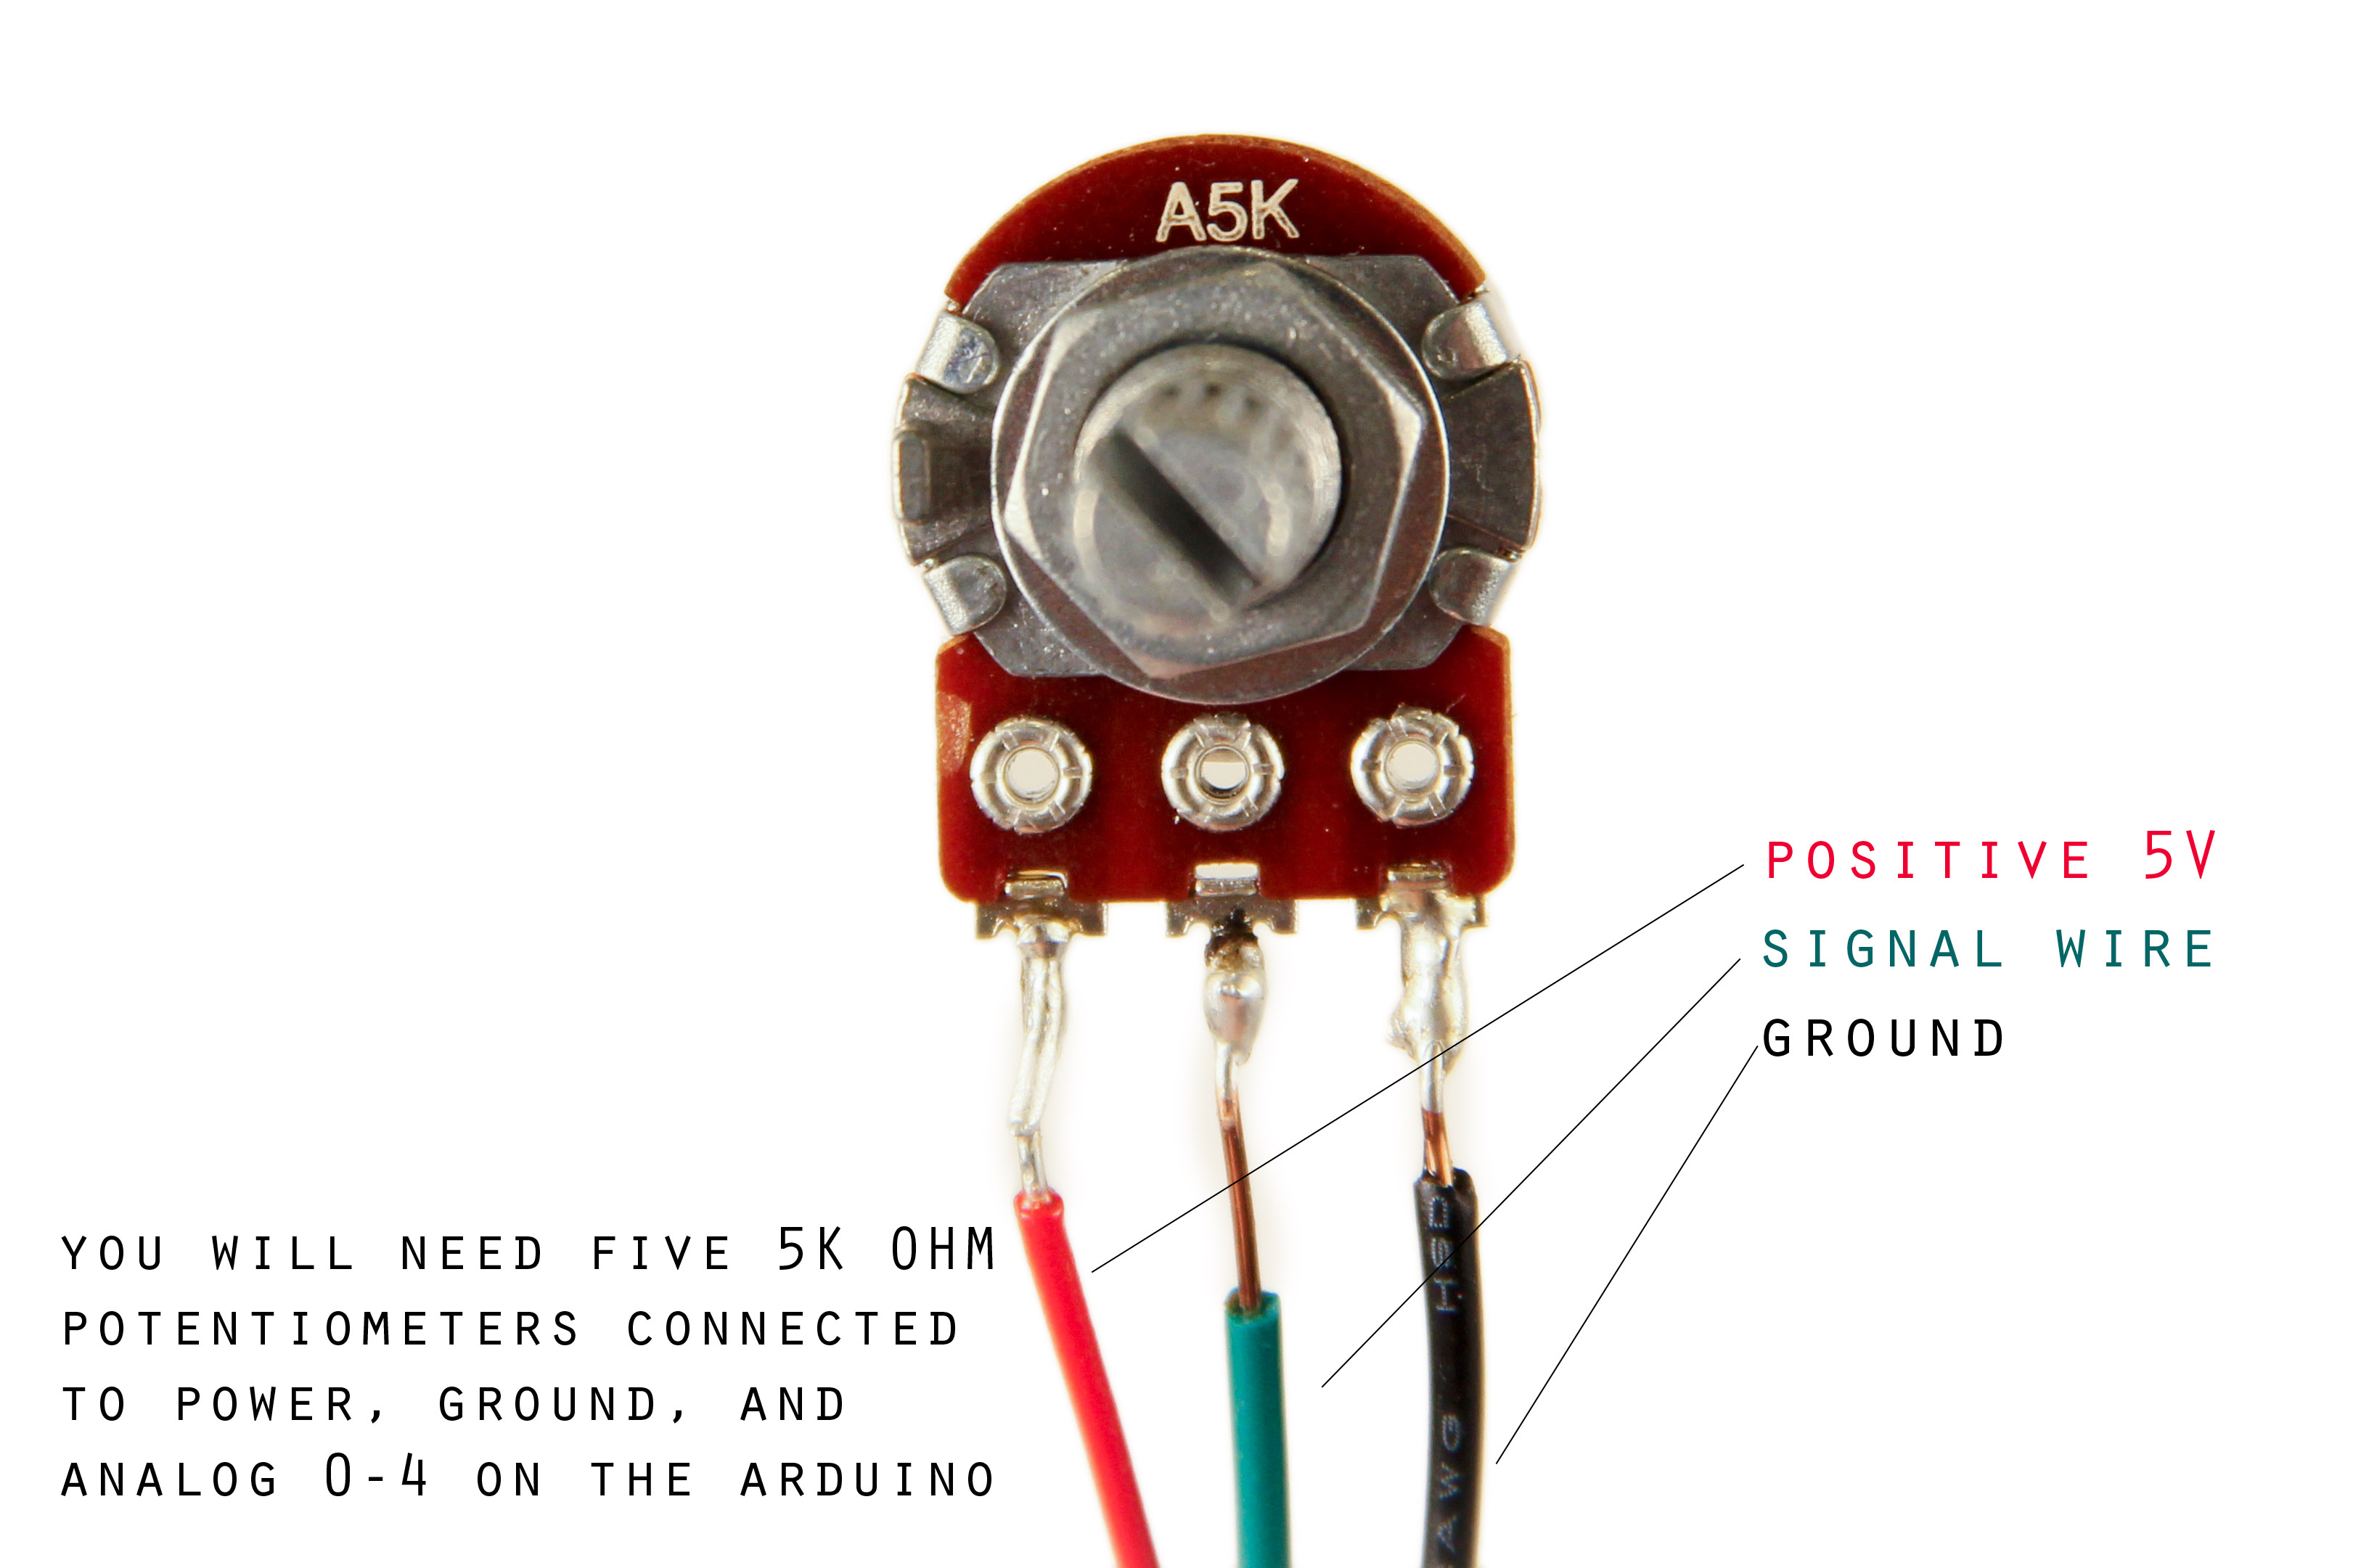 A5K
POSITIVE 5V
SIGNAL WIRE
GROUND
YOU WILL NEED FIVE 5K OHM
POTENTIOMETERS CONNECTED
TO POWER, GROUND, AND
ANALOG 0-4 ON THE ARDUINO
AWG HSD